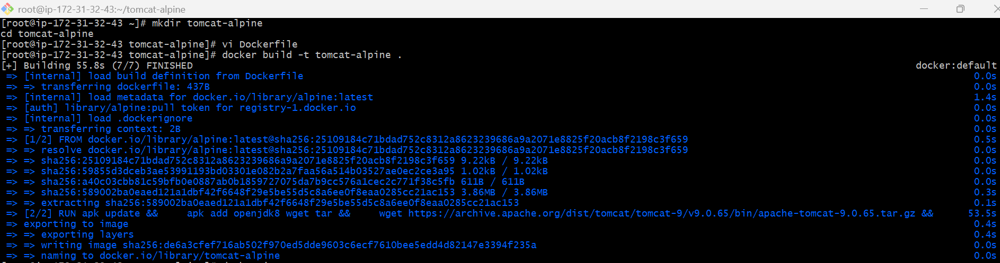 root@ip-172-31-32-43:~/tomcat-alpine
[root@ip-172-31-32-43 ~]# mkdir tomcat-alpine
cd tomcat-alpine
[root@ip-172-31-32-43 tomcat-alpine]# vi Dockerfile
[root@ip-172-31-32-43 tomcat-alpine]# docker build -t tomcat-alpine .
[+] Building 55.8s (7/7) FINISHED docker:default
=> [internal] load build definition from Dockerfile 0.0s
=> => transferring dockerfile: 437B 0.0s
=> [internal] load metadata for docker.io/library/alpine:latest 1.4s
=> [auth] library/alpine:pull token for registry-1.docker.io 0.0s
=> [internal] load .dockerignore 0.0s
=> => transferring context: 2B 0.0s
=> [1/2] FROM docker.io/library/alpine:latest@sha256:25109184c71bdad752c8312a8623239686a9a2071e8825f20acb8f2198c3f659 0.5s
=> => resolve docker.io/library/alpine:latest@sha256:25109184c71bdad752c8312a8623239686a9a2071e8825f20acb8f2198c3f659 0.0s
=> => sha256:25109184c71bdad752c8312a8623239686a9a2071e8825f20acb8f2198c3f659 9.22kB / 9.22kB 0.0s
=> => sha256:59855d3dceb3ae53991193bd03301e082b2a7faa56a514b03527ae0ec2ce3a95 1.02kB / 1.02kB 0.0s
=> => sha256:a40c03cbb81c59bfb0e0887ab0b1859727075da7b9cc576a1cec2c771f38c5fb 611B / 611B 0.0s
=> => sha256:589002ba0eaed121a1dbf42f6648f29e5be55d5c8a6ee0f8eaa0285cc21ac153 3.86MB / 3.86MB 0.3s
=> => extracting sha256:589002ba0eaed121a1dbf42f6648f29e5be55d5c8a6ee0f8eaa0285cc21ac153 0.1s
=> [2/2] RUN apk update &&     apk add openjdk8 wget tar &&     wget https://archive.apache.org/dist/tomcat/tomcat-9/v9.0.65/bin/apache-tomcat-9.0.65.tar.gz && 53.5s
=> exporting to image 0.4s
=> => exporting layers 0.4s
=> => writing image sha256:de6a3cfef716ab502f970ed5dde9603c6ecf7610bee5edd4d82147e3394f235a 0.0s
=> => naming to docker.io/library/tomcat-alpine 0.0s